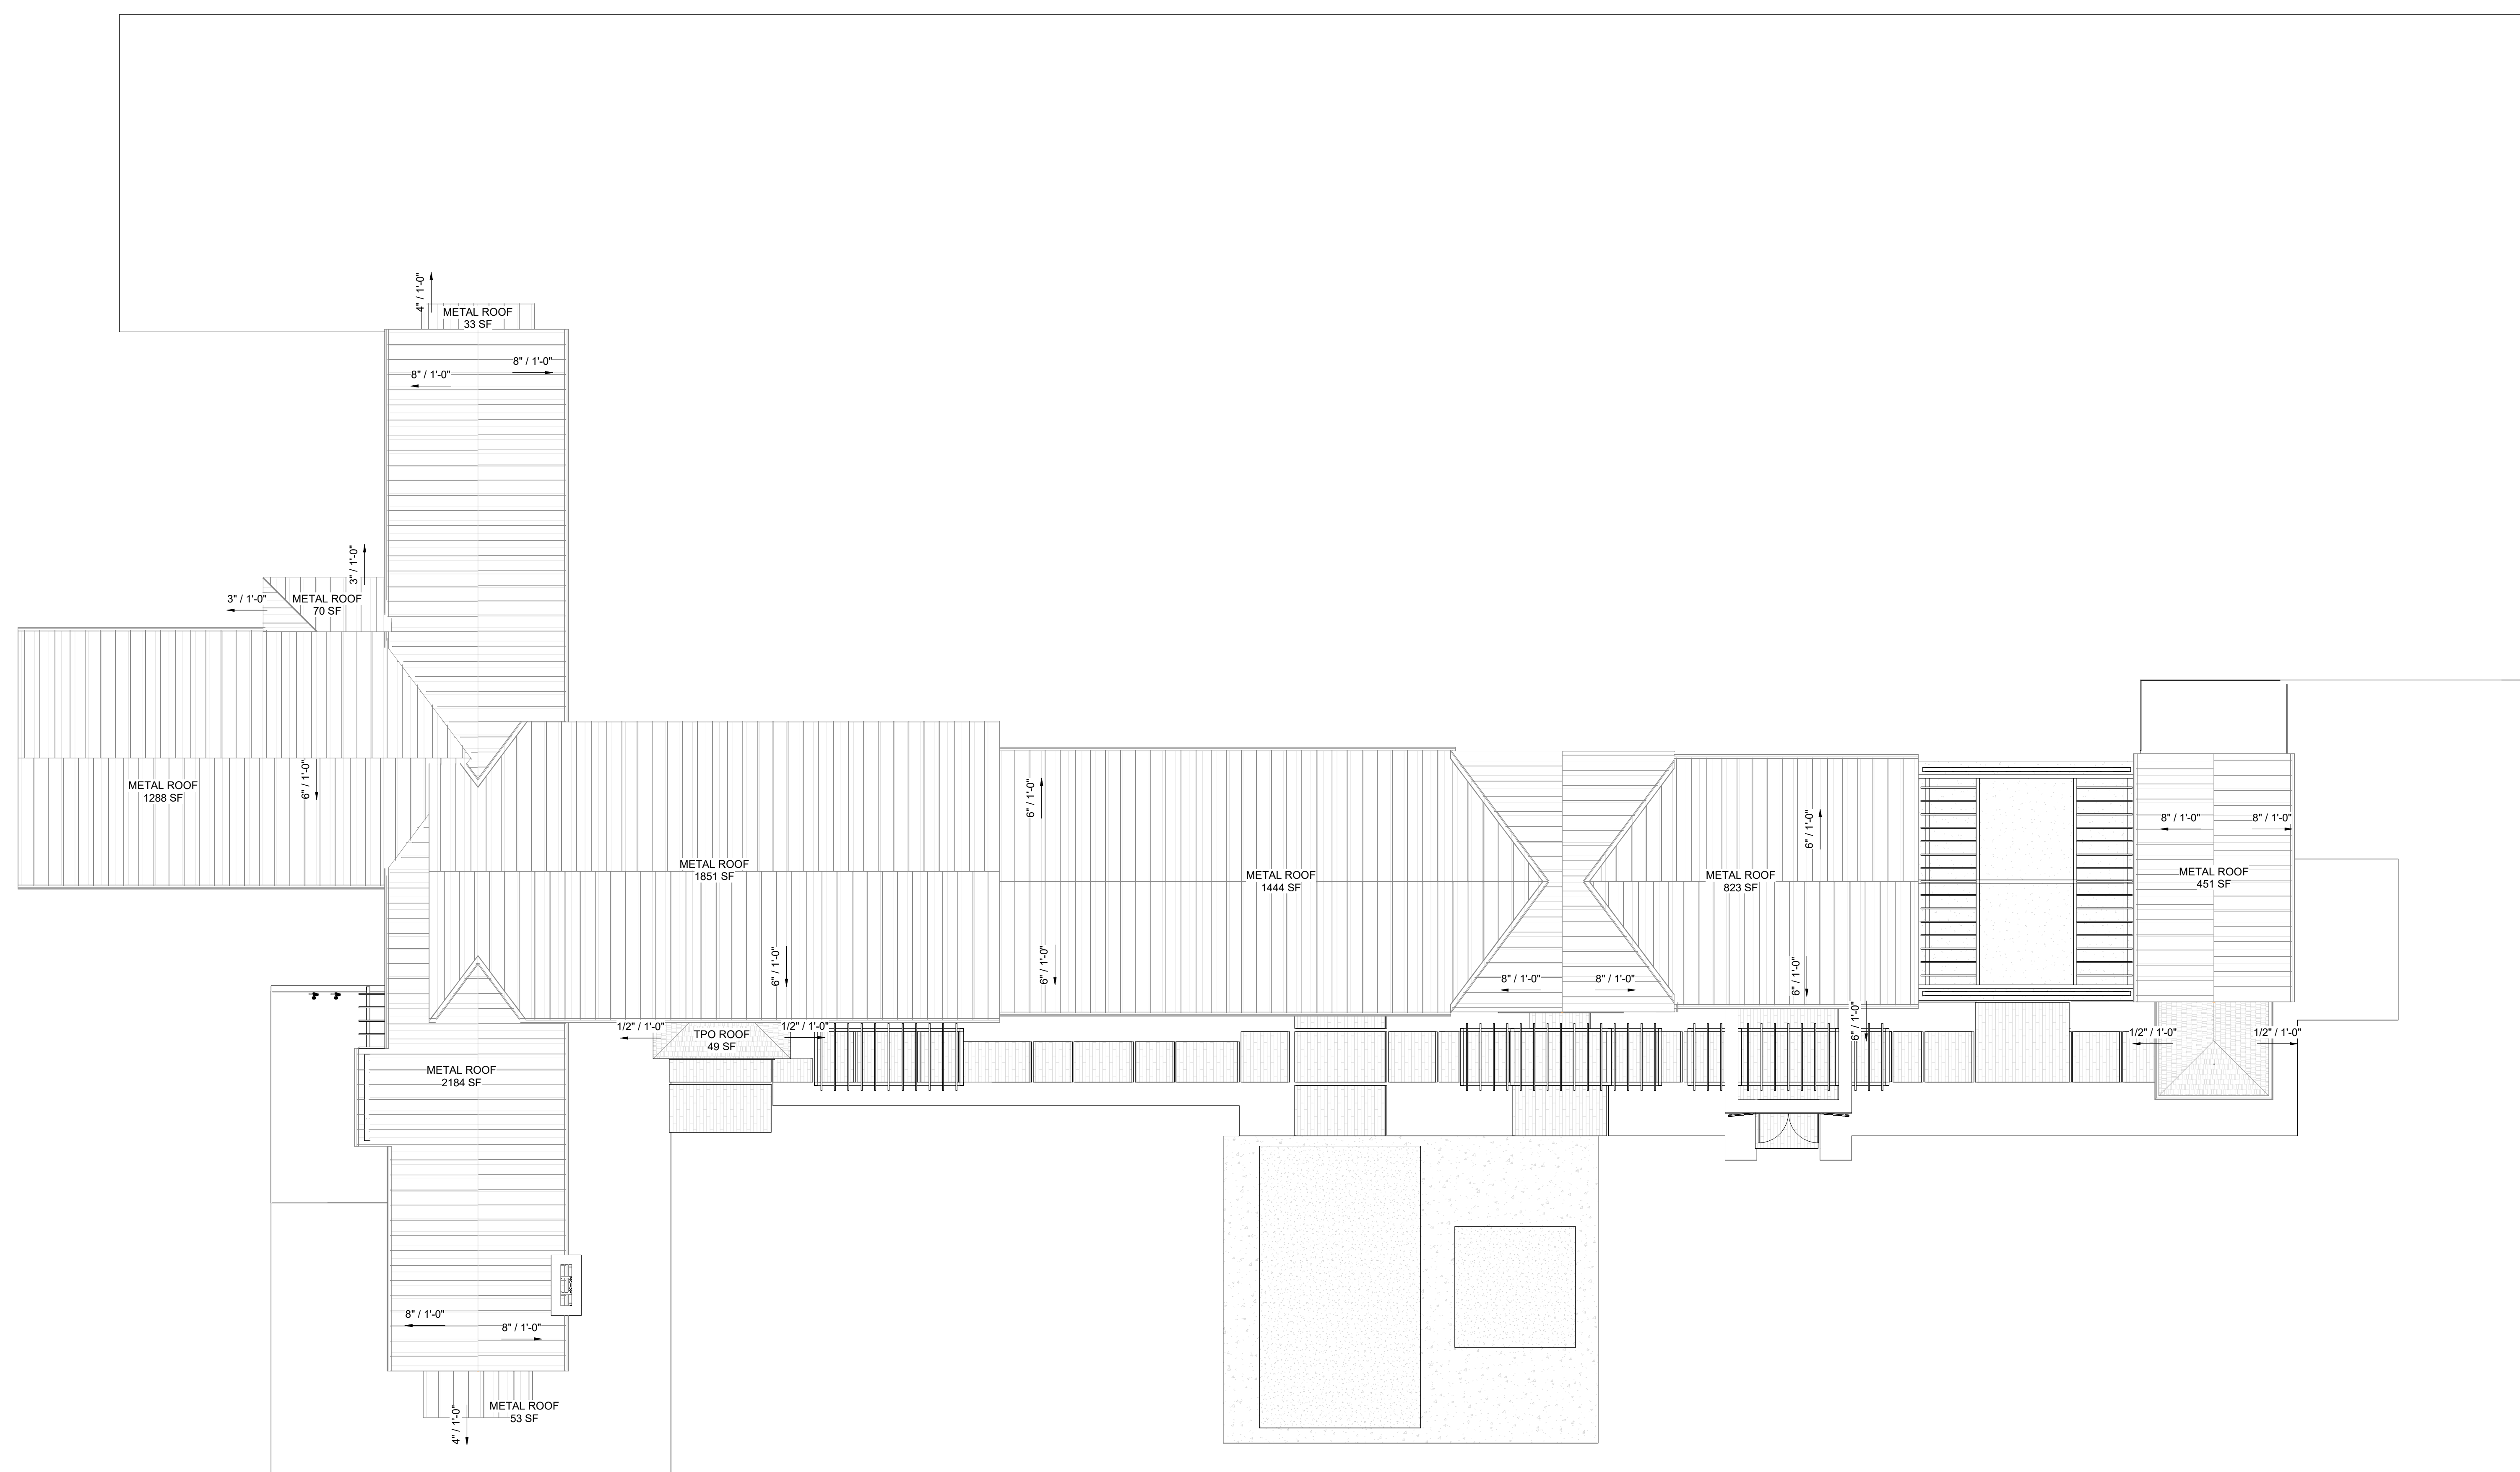 4" / 1'-0"
METAL ROOF
33 SF
8" / 1'-0"
8" / 1'-0"
3" / 1'-0"
3" / 1'-0"
METAL ROOF
70 SF
METAL ROOF
1288 SF
6" / 1'-0"
METAL ROOF
1851 SF
6" / 1'-0"
6" / 1'-0"
6" / 1'-0"
METAL ROOF
1444 SF
8" / 1'-0"
8" / 1'-0"
METAL ROOF
823 SF
6" / 1'-0"
6" / 1'-0"
6" / 1'-0"
8" / 1'-0"
8" / 1'-0"
METAL ROOF
451 SF
1/2" / 1'-0"
TPO ROOF
49 SF
1/2" / 1'-0"
1/2" / 1'-0"
1/2" / 1'-0"
METAL ROOF
2184 SF
8" / 1'-0"
8" / 1'-0"
METAL ROOF
53 SF
4" / 1'-0"